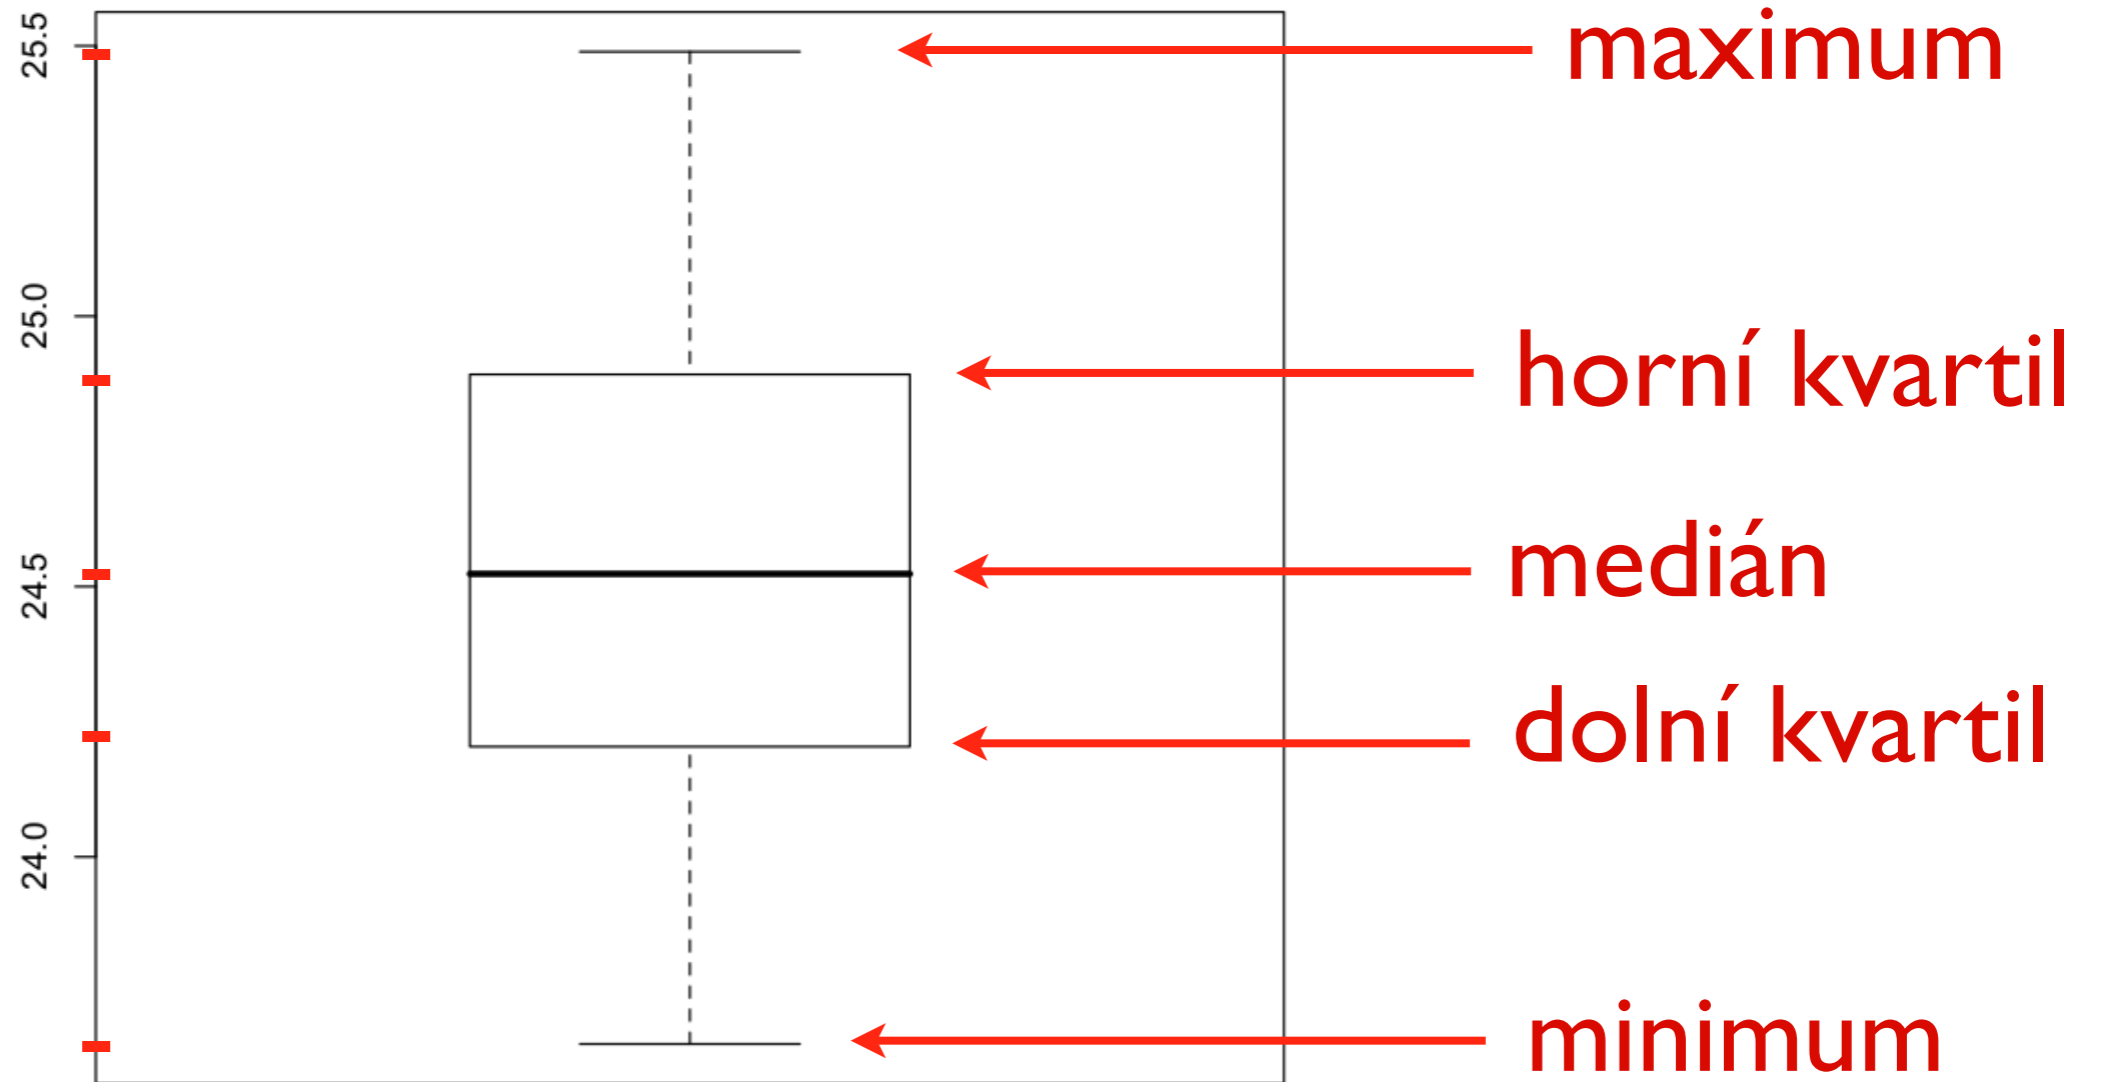 25.5
maximum
25.0
horní kvartil
24.5
medián
dolní kvartil
24.0
minimum